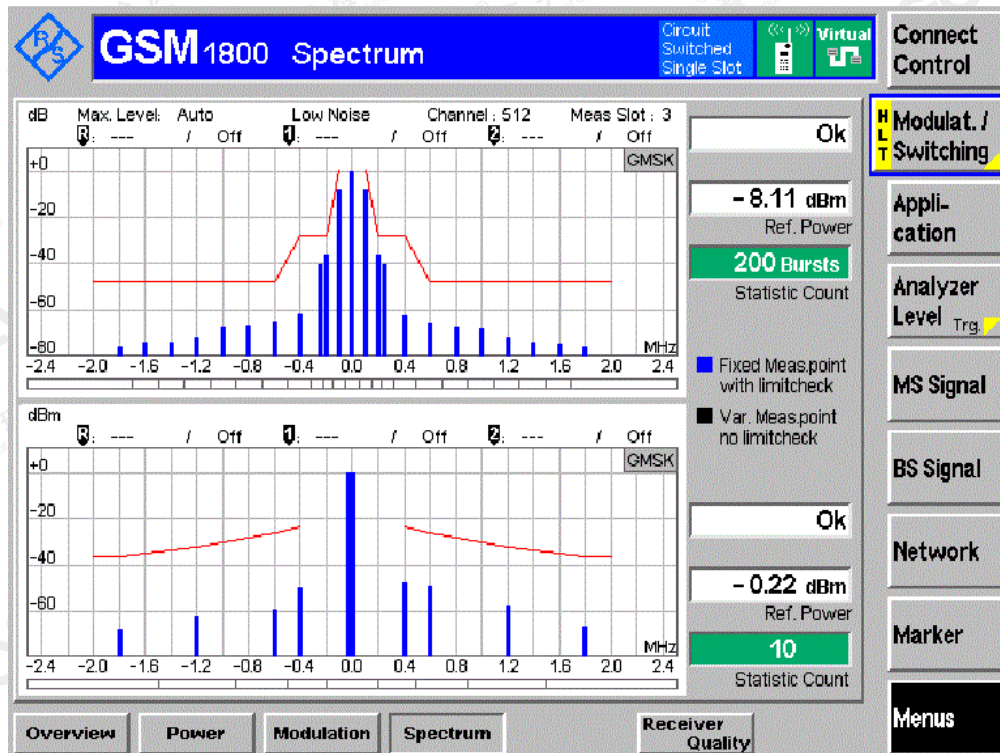 R/S
GSM 1800 Spectrum
Circuit
Switched
Single Slot
Virtual
Connect
Control
dB Max. Level: Auto Low Noise Channel : 512 Meas Slot : 3
R: --- / Off 1: --- / Off 2: --- / Off
GMSK
+0
-20
-40
-60
-80
MHz
-2.4 -2.0 -1.6 -1.2 -0.8 -0.4 0.0 0.4 0.8 1.2 1.6 2.0 2.4
Ok
-8.11 dBm
Ref. Power
200 Bursts
Statistic Count
Fixed Meas.point
with limitcheck
Var. Meas.point
no limitcheck
dBm
R: --- / Off 1: --- / Off 2: --- / Off
GMSK
+0
-20
-40
-60
MHz
-2.4 -2.0 -1.6 -1.2 -0.8 -0.4 0.0 0.4 0.8 1.2 1.6 2.0 2.4
Ok
-0.22 dBm
Ref. Power
10
Statistic Count
HLT
Modulat. /
Switching
Appli-
cation
Analyzer
Level Trg.
MS Signal
BS Signal
Network
Marker
Menus
Overview Power Modulation Spectrum Receiver
Quality